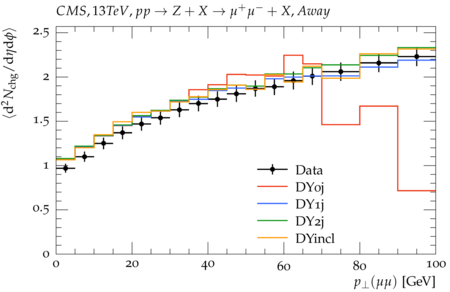 CMS, 13TeV, pp → Z + X → μ⁺μ⁻ + X, Away
⟨d²Nchg/dηdϕ⟩
2.5
2
1.5
1
0.5
0
Data
DY0j
DY1j
DY2j
DYincl
0 20 40 60 80 100
p⊥(μμ) [GeV]